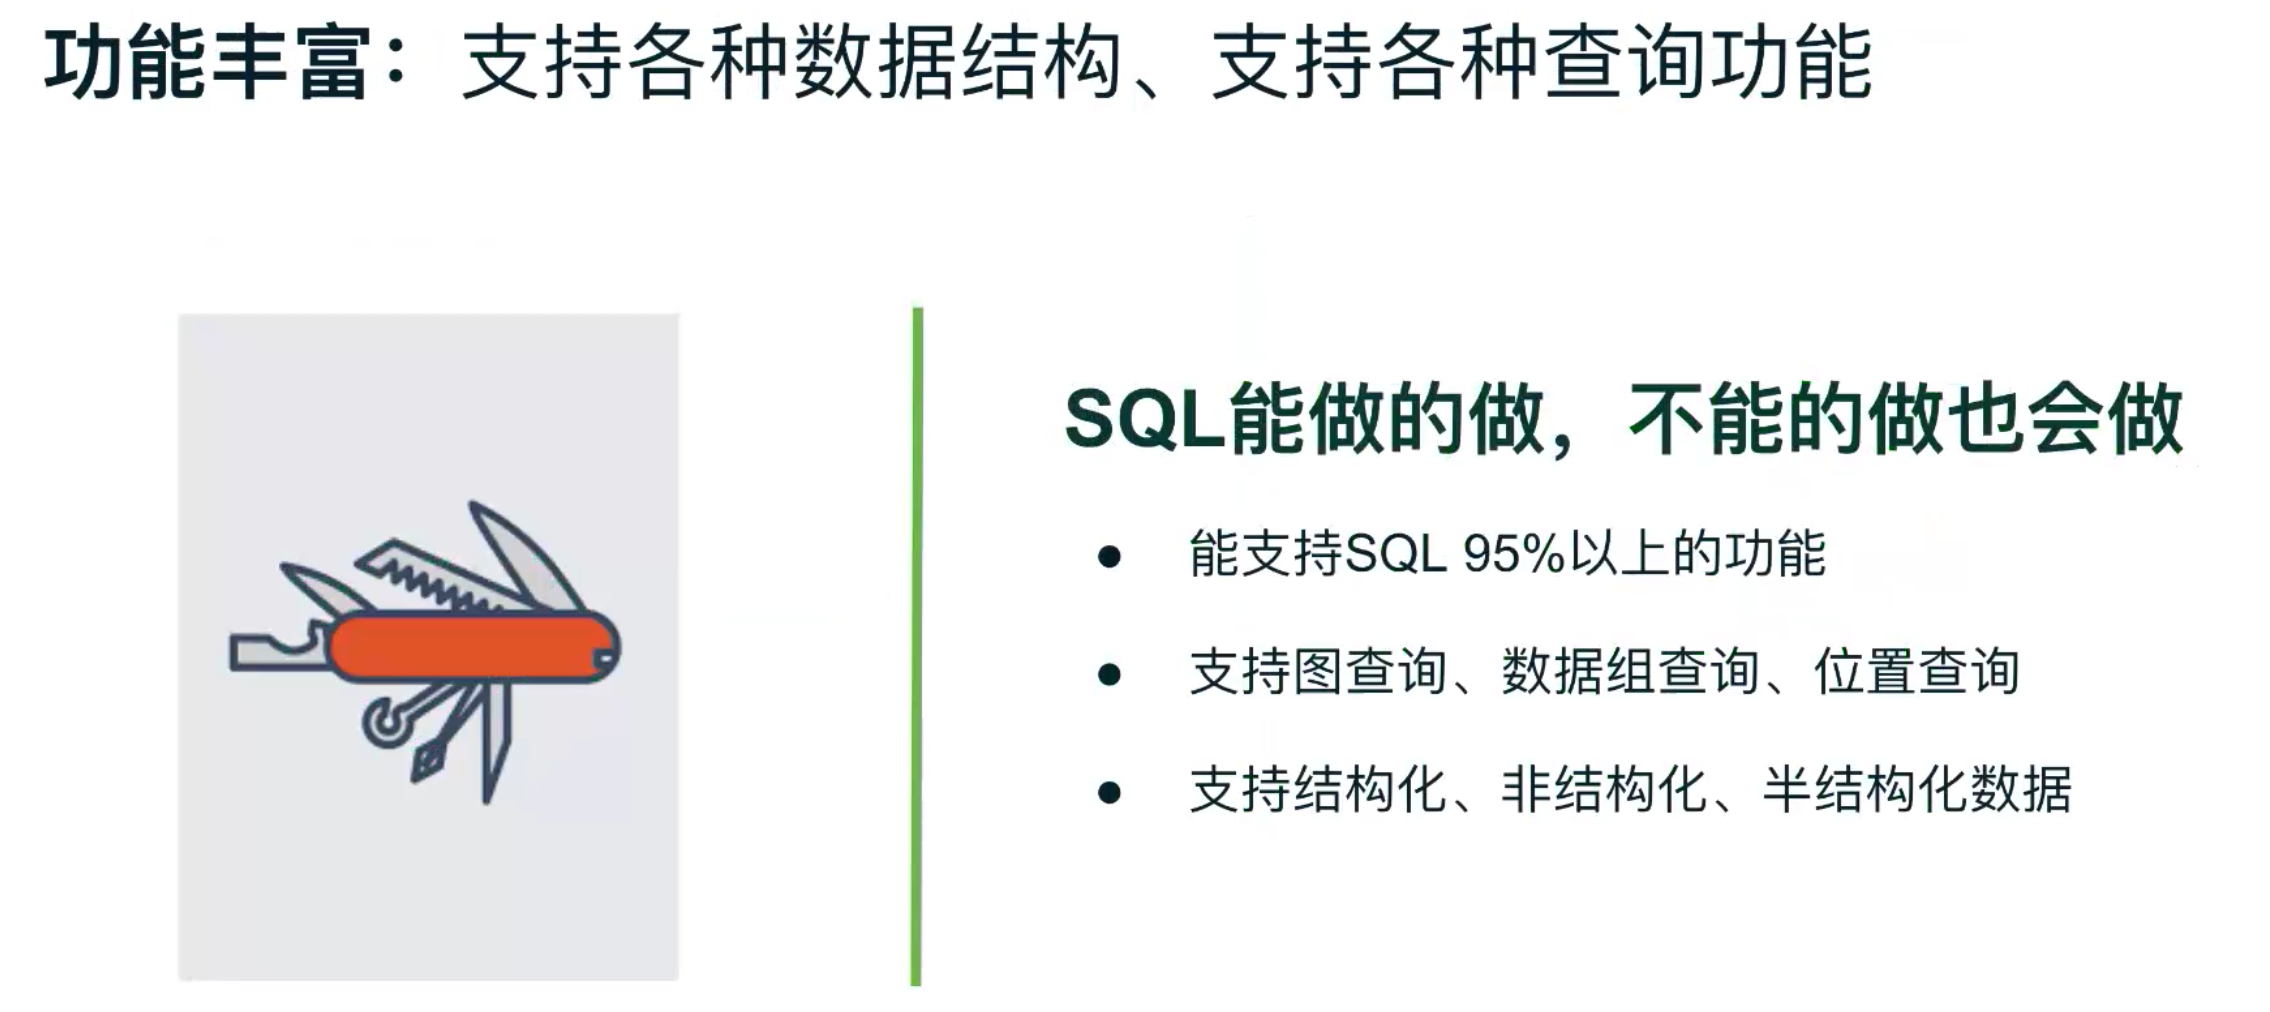 功能丰富：支持各种数据结构、支持各种查询功能
SQL能做的做，不能的做也会做
● 能支持SQL 95%以上的功能
● 支持图查询、数据组查询、位置查询
● 支持结构化、非结构化、半结构化数据